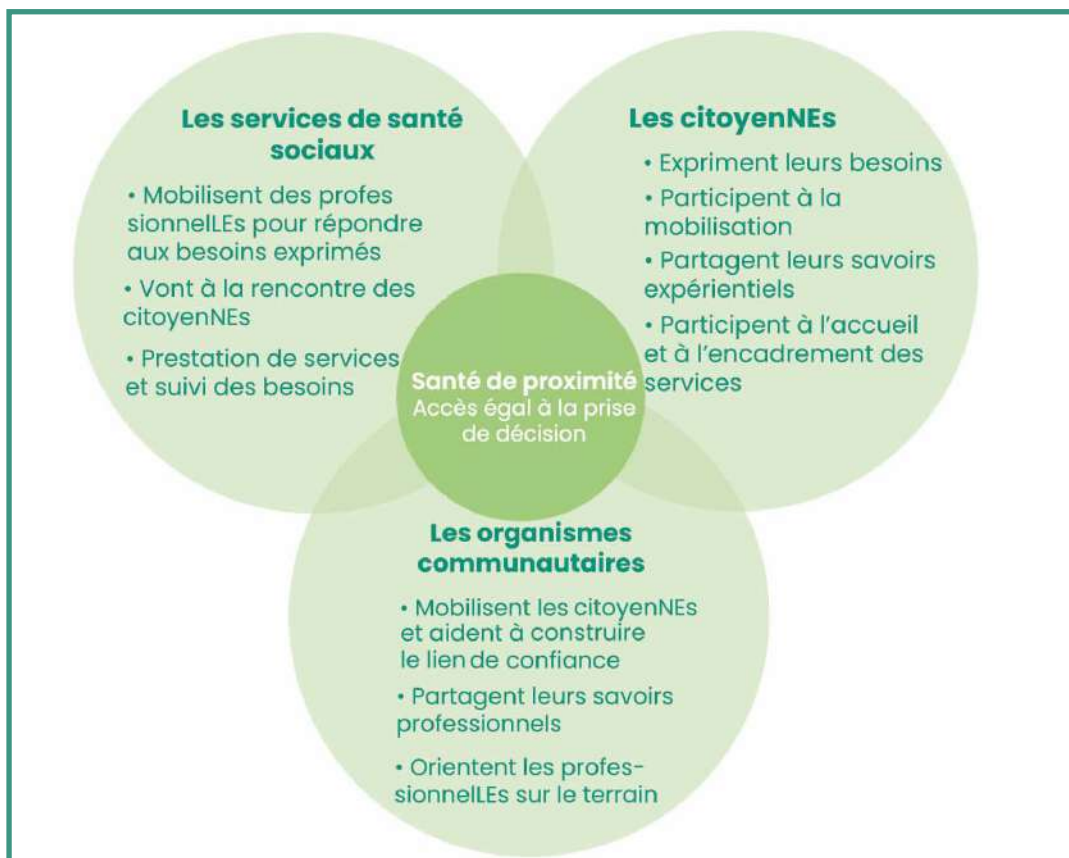 Les services de santé
sociaux
• Mobilisent des profes
sionnelLEs pour répondre
aux besoins exprimés
• Vont à la rencontre des
citoyenNEs
• Prestation de services
et suivi des besoins
Les citoyenNEs
• Expriment leurs besoins
• Participent à la
mobilisation
• Partagent leurs savoirs
expérientiels
• Participent à l'accueil
et à l'encadrement des
services
Santé de proximité
Accès égal à la prise
de décision
Les organismes
communautaires
• Mobilisent les citoyenNEs
et aident à construire
le lien de confiance
• Partagent leurs savoirs
professionnels
• Orientent les profes-
sionnelLEs sur le terrain